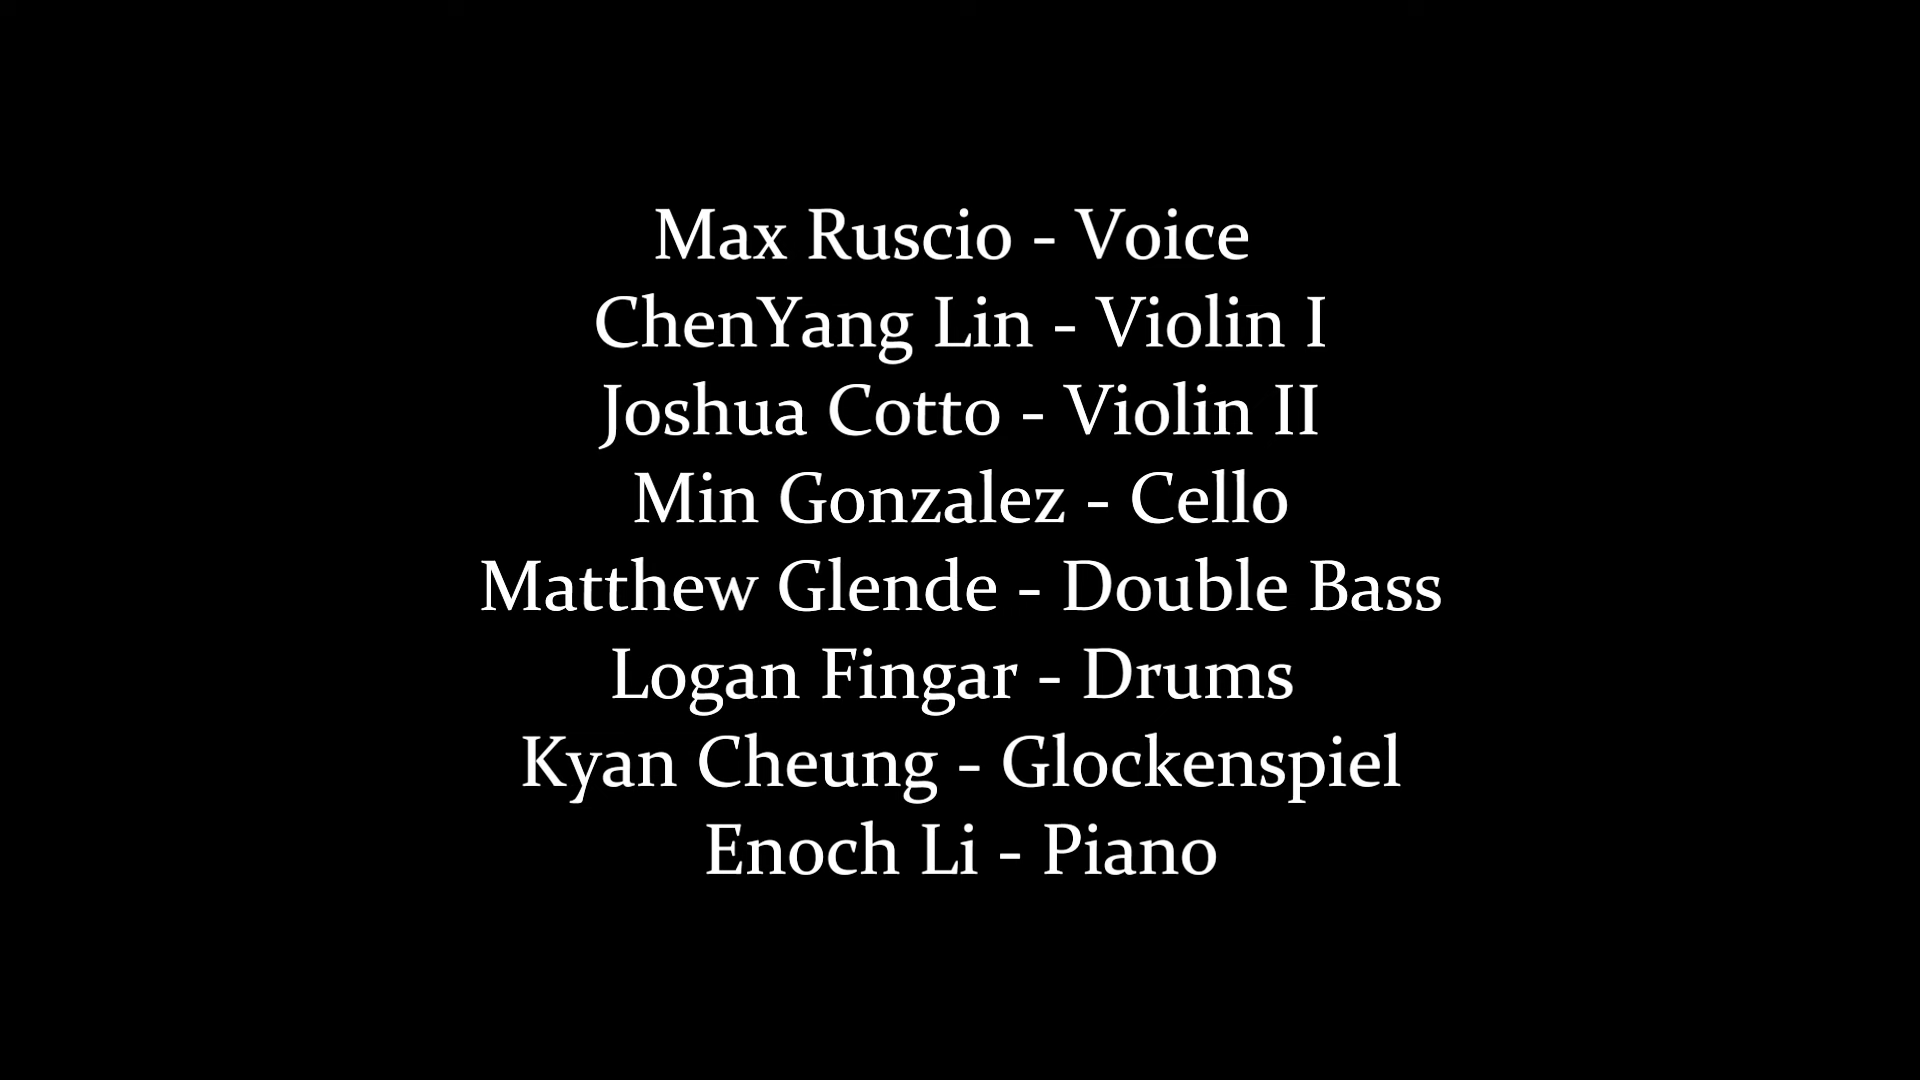 Max Ruscio - Voice
ChenYang Lin - Violin I
Joshua Cotto - Violin II
Min Gonzalez - Cello
Matthew Glende - Double Bass
Logan Fingar - Drums
Kyan Cheung - Glockenspiel
Enoch Li - Piano